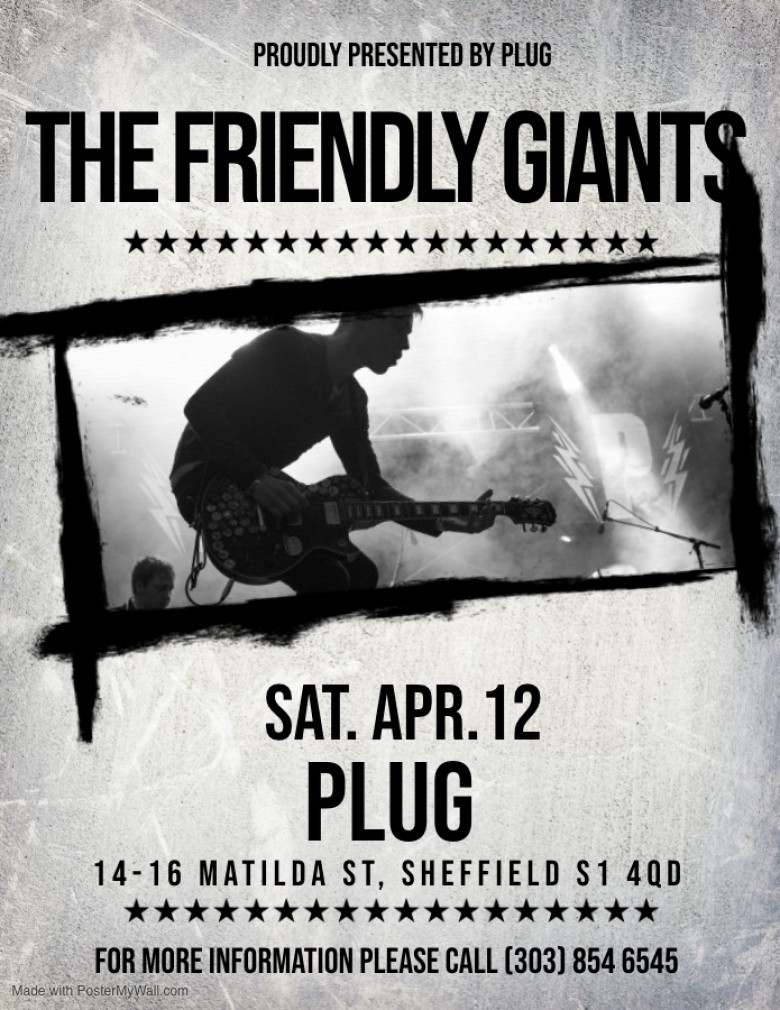 PROUDLY PRESENTED BY PLUG
THE FRIENDLY GIANTS
SAT. APR.12
PLUG
14-16 MATILDA ST, SHEFFIELD S1 4QD
FOR MORE INFORMATION PLEASE CALL (303) 854 6545
Made with PosterMyWall.com